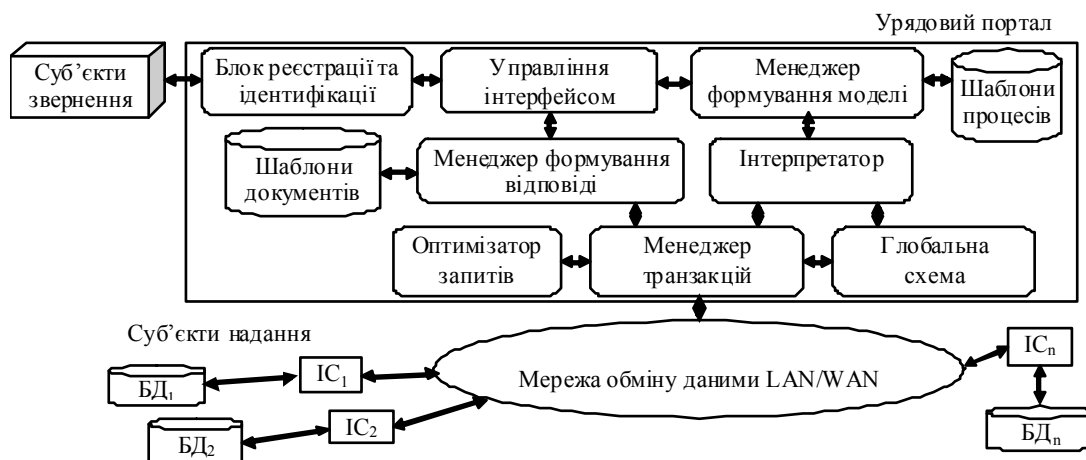 Урядовий портал
Суб’єкти
звернення
Блок реєстрації та
ідентифікації
Управління
інтерфейсом
Менеджер
формування моделі
Шаблони
процесів
Шаблони
документів
Менеджер формування
відповіді
Інтерпретатор
Оптимізатор
запитів
Менеджер
транзакцій
Глобальна
схема
Суб’єкти надання
БД₁
ІС₁
Мережа обміну даними LAN/WAN
ІСₙ
БД₂
ІС₂
БДₙ